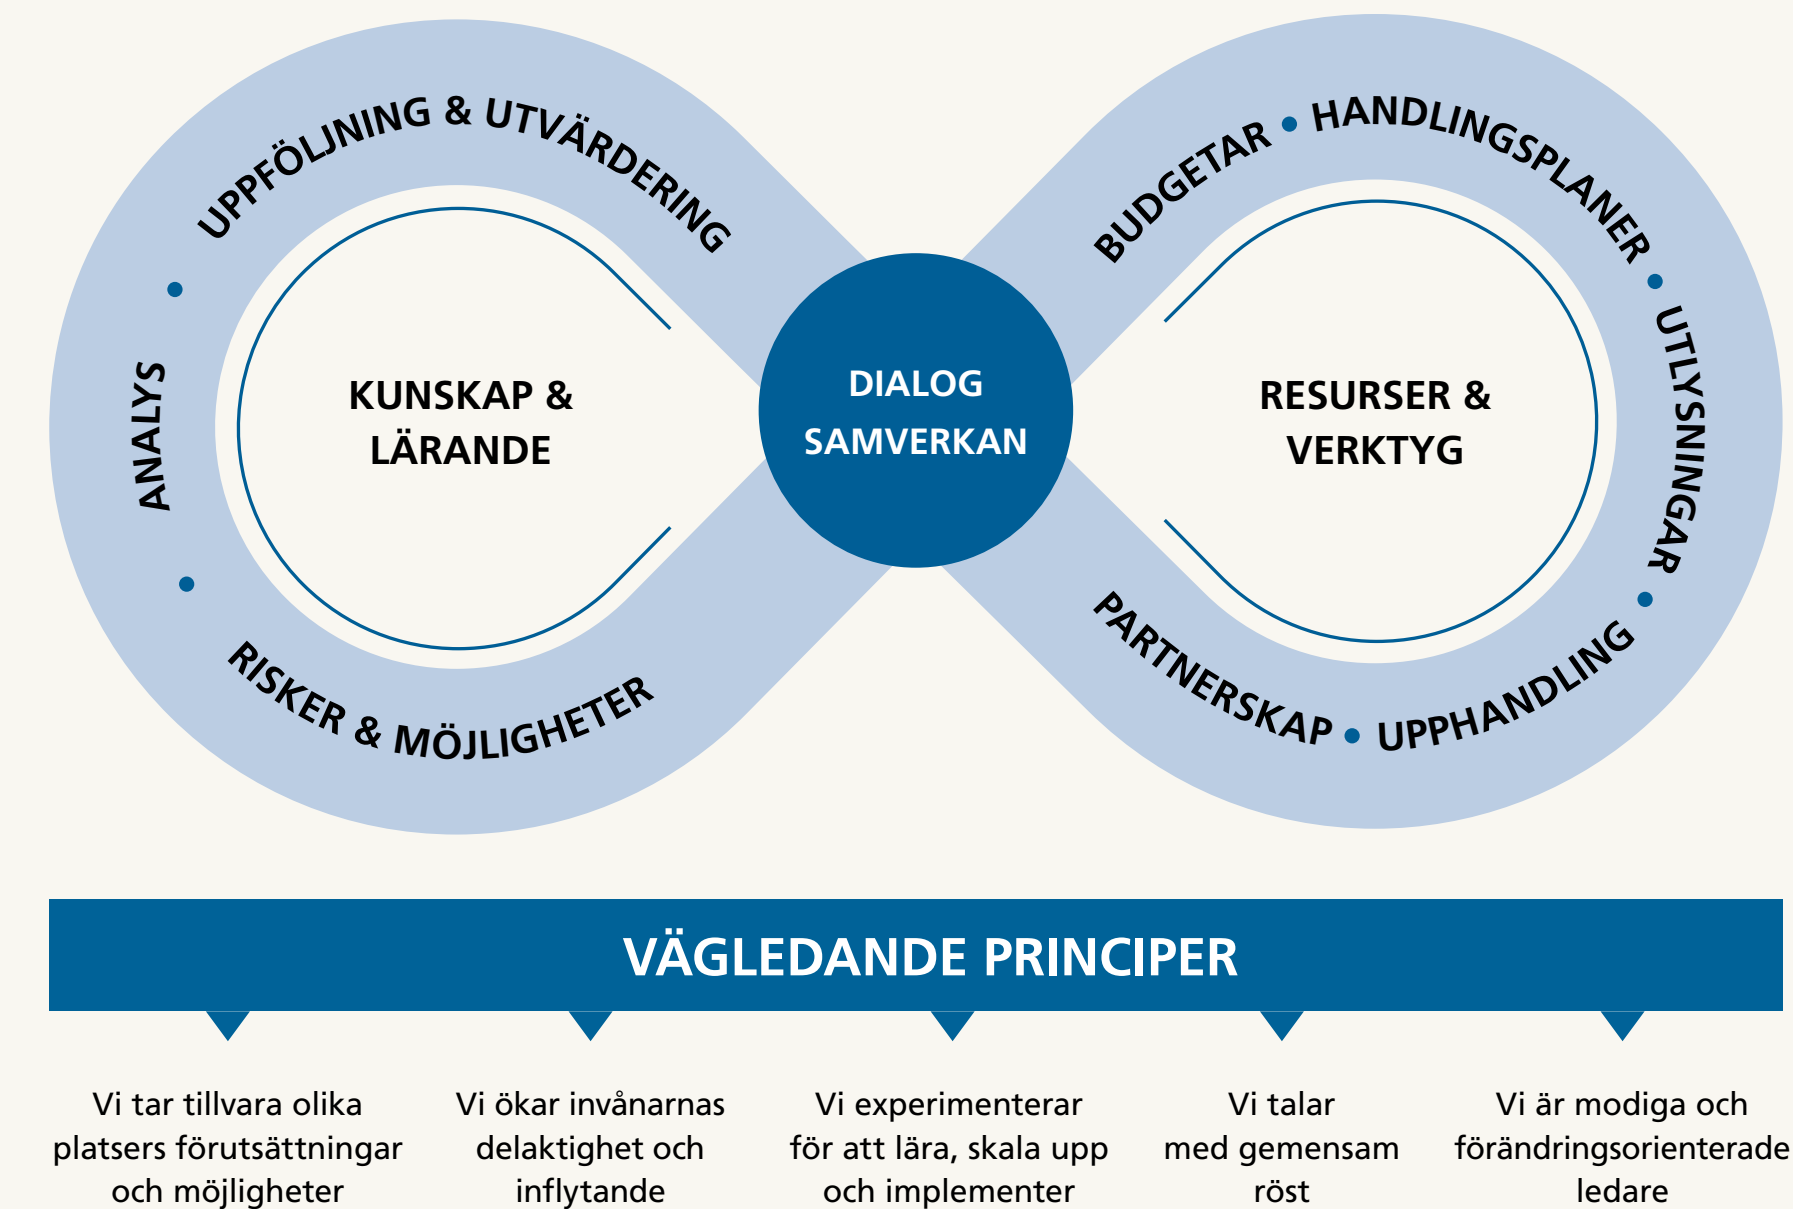 UPPFÖLJNING & UTVÄRDERING
ANALYS
RISKER & MÖJLIGHETER
KUNSKAP &
LÄRANDE
DIALOG
SAMVERKAN
BUDGETAR • HANDLINGSPLANER • UTLYSNINGAR
PARTNERSKAP • UPPHANDLING
RESURSER &
VERKTYG
VÄGLEDANDE PRINCIPER
Vi tar tillvara olika
platsers förutsättningar
och möjligheter
Vi ökar invånarnas
delaktighet och
inflytande
Vi experimenterar
för att lära, skala upp
och implementer
Vi talar
med gemensam
röst
Vi är modiga och
förändringsorienterade
ledare